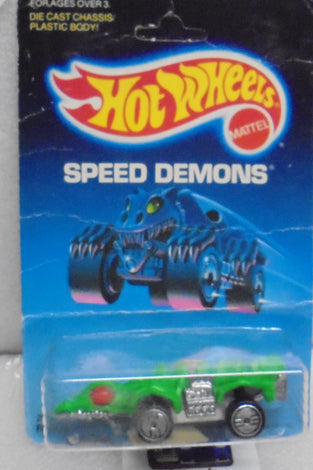 FOR AGES OVER 3.
DIE CAST CHASSIS
PLASTIC BODY!
HOT WHEELS
MATTEL
SPEED DEMONS®